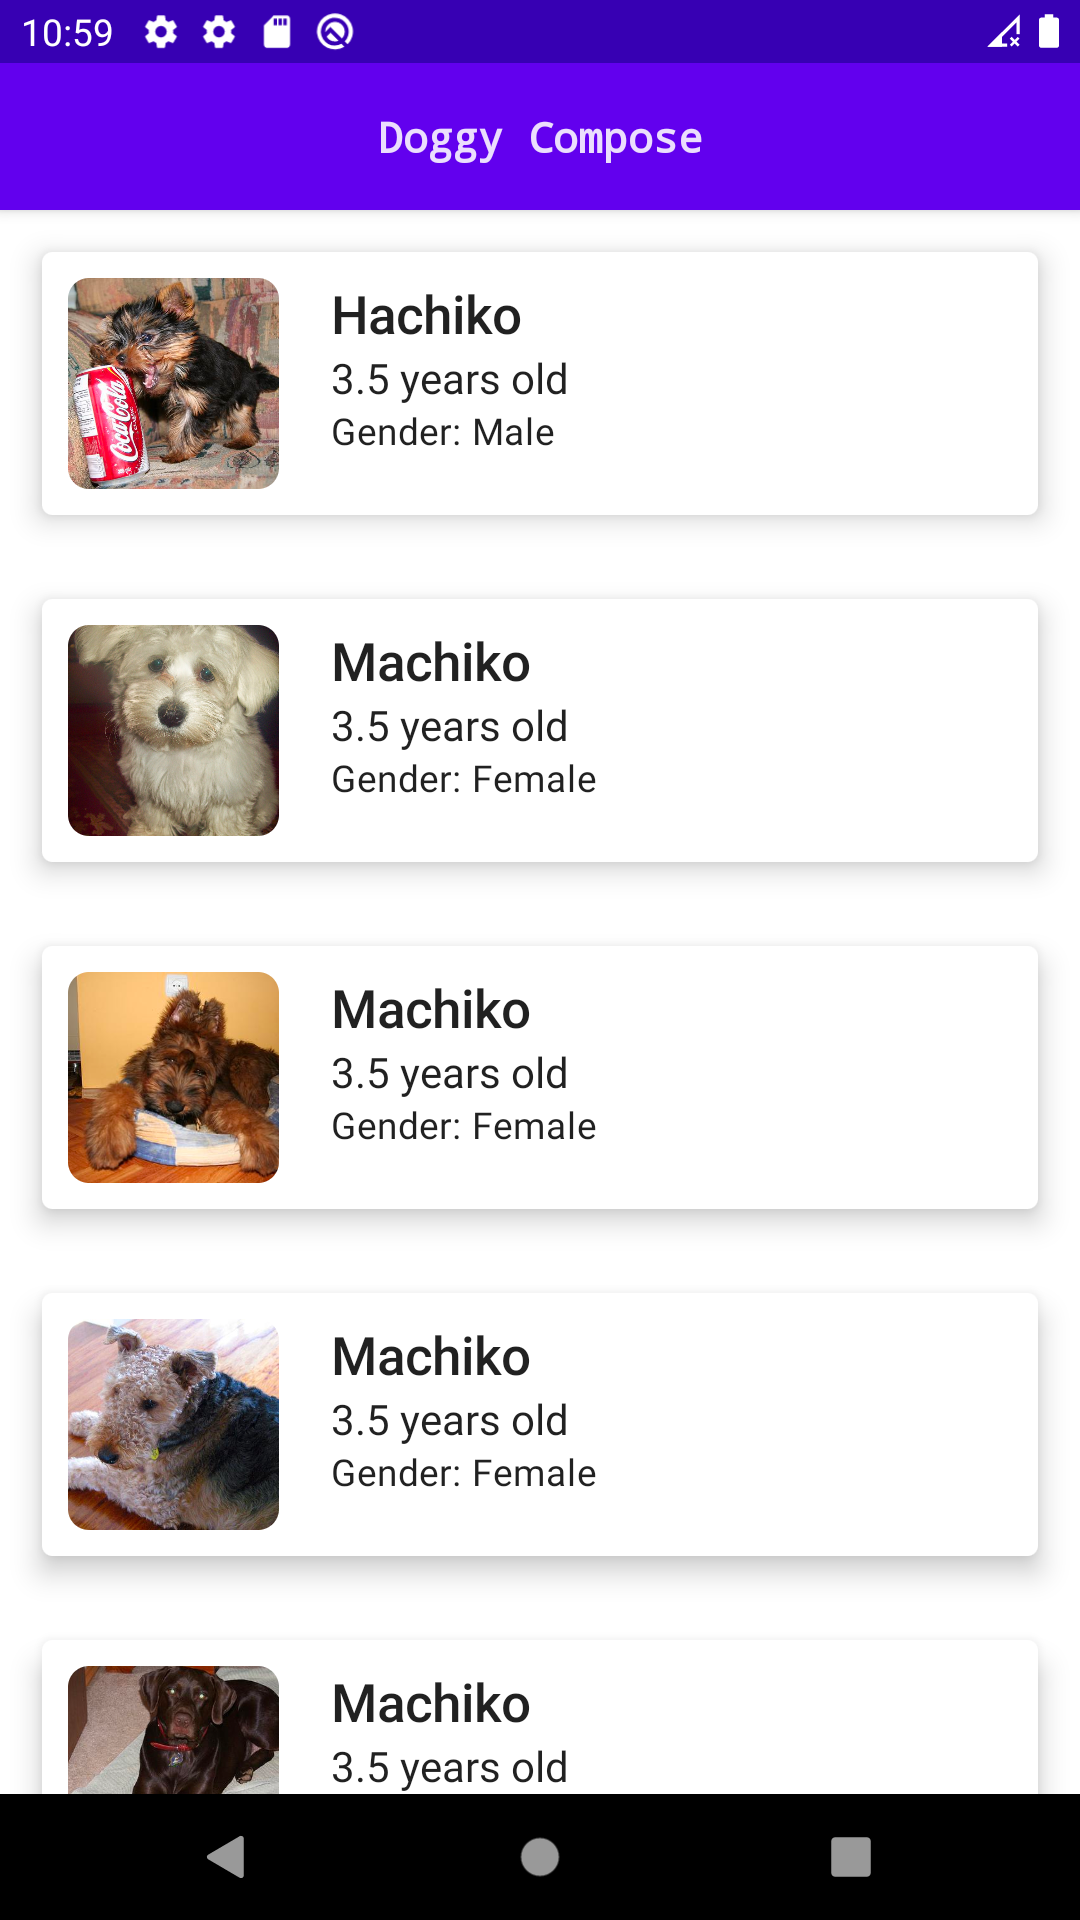 10:59
Doggy Compose
Hachiko
3.5 years old
Gender: Male
Coca-Cola
Machiko
3.5 years old
Gender: Female
Machiko
3.5 years old
Gender: Female
Machiko
3.5 years old
Gender: Female
Machiko
3.5 years old